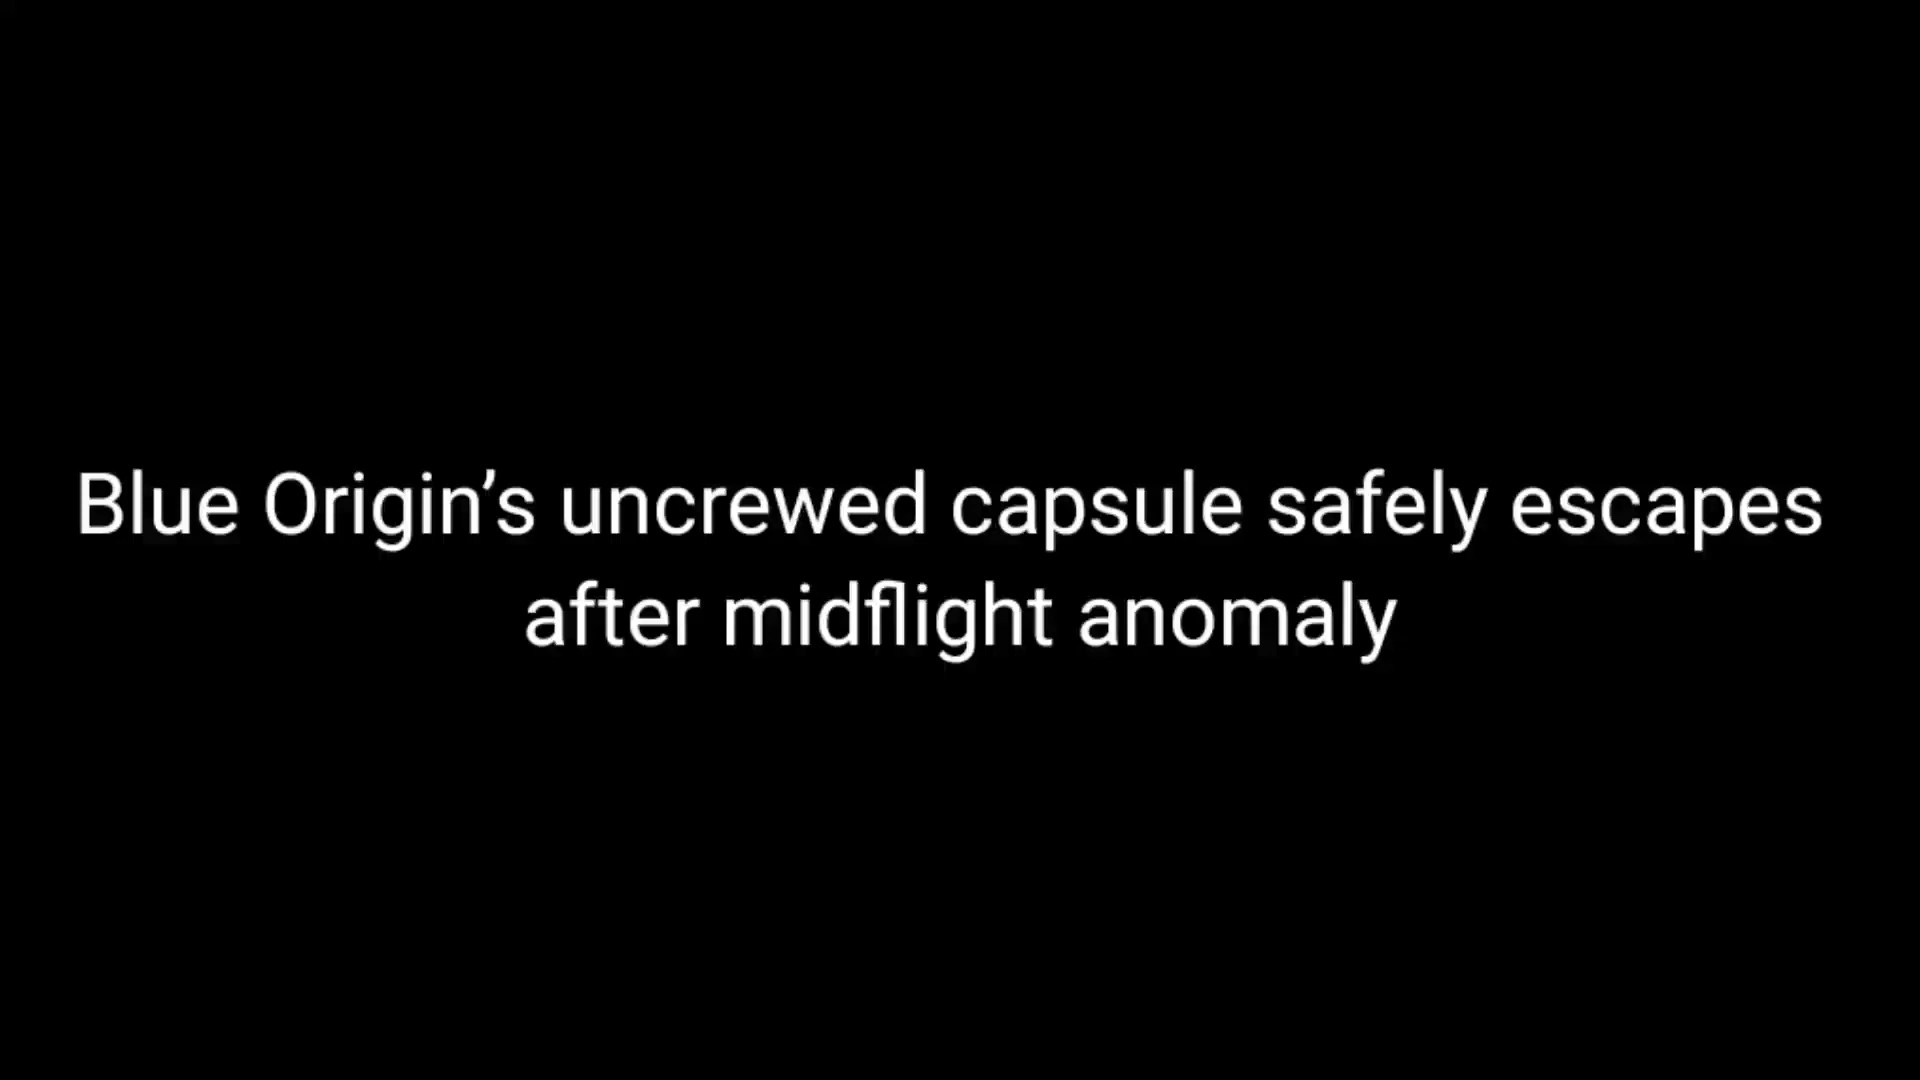 Blue Origin’s uncrewed capsule safely escapes
after midflight anomaly